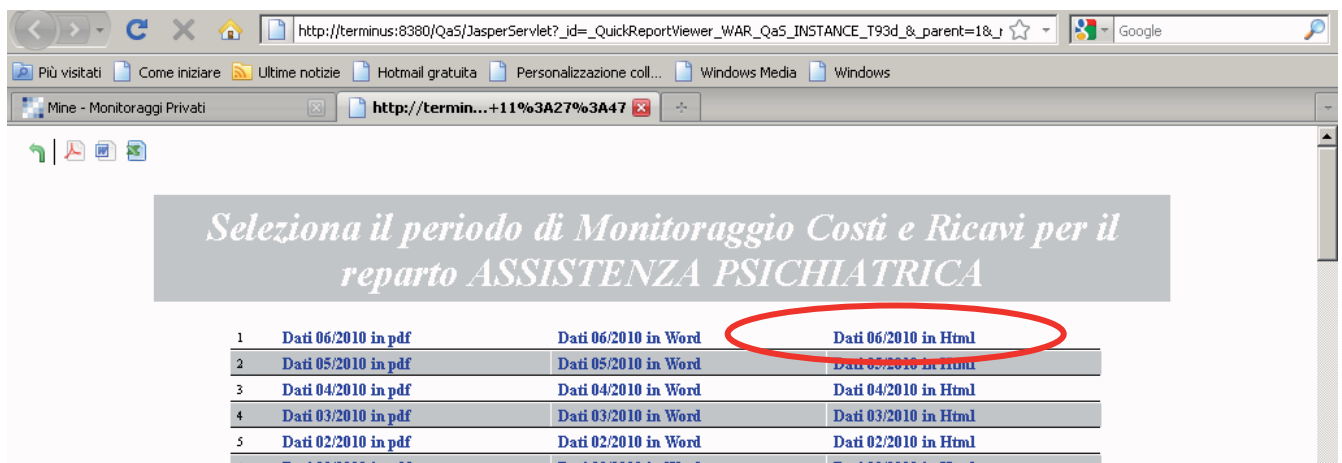 http://terminus:8380/QaS/JasperServlet?_id=_QuickReportViewer_WAR_QaS_INSTANCE_T93d_&_parent=1&_r
Google
Più visitati Come iniziare Ultime notizie Hotmail gratuita Personalizzazione coll... Windows Media Windows
Mine - Monitoraggi Privati http://termin...+11%3A27%3A47
Seleziona il periodo di Monitoraggio Costi e Ricavi per il
reparto ASSISTENZA PSICHIATRICA
1 Dati 06/2010 in pdf Dati 06/2010 in Word Dati 06/2010 in Html
2 Dati 05/2010 in pdf Dati 05/2010 in Word Dati 05/2010 in Html
3 Dati 04/2010 in pdf Dati 04/2010 in Word Dati 04/2010 in Html
4 Dati 03/2010 in pdf Dati 03/2010 in Word Dati 03/2010 in Html
5 Dati 02/2010 in pdf Dati 02/2010 in Word Dati 02/2010 in Html